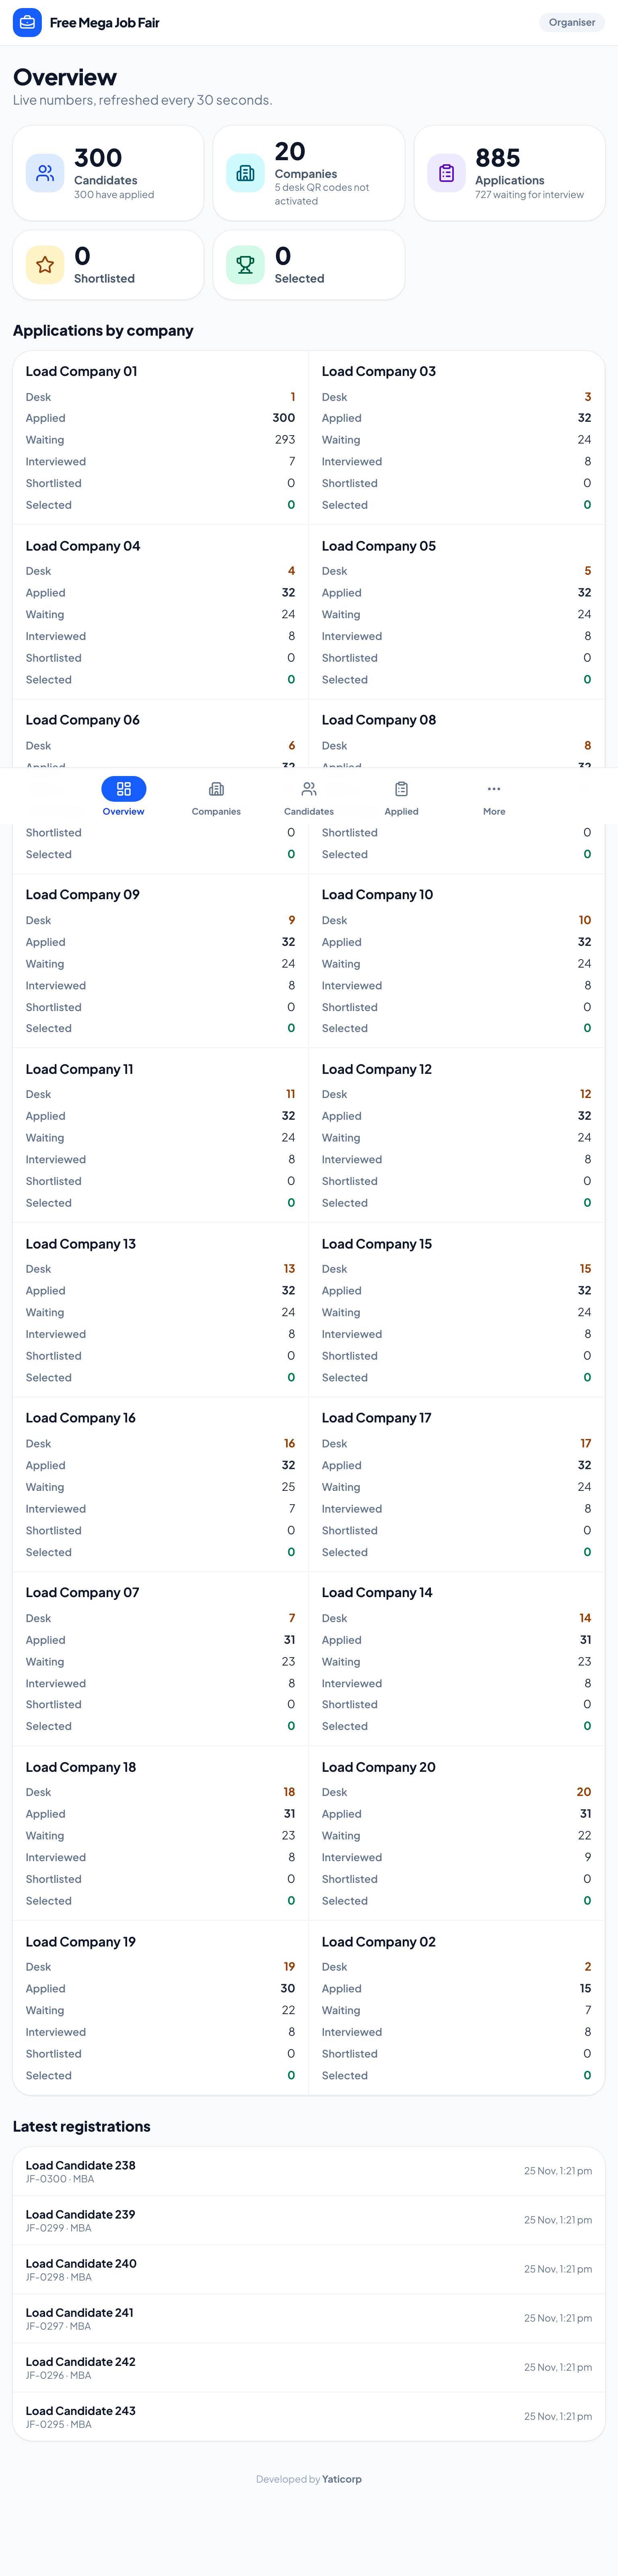 Free Mega Job Fair
Organiser
Overview
Live numbers, refreshed every 30 seconds.
300
Candidates
300 have applied
20
Companies
5 desk QR codes not
activated
885
Applications
727 waiting for interview
0
Shortlisted
0
Selected
Applications by company
Load Company 01
Desk 1
Applied 300
Waiting 293
Interviewed 7
Shortlisted 0
Selected 0
Load Company 03
Desk 3
Applied 32
Waiting 24
Interviewed 8
Shortlisted 0
Selected 0
Load Company 04
Desk 4
Applied 32
Waiting 24
Interviewed 8
Shortlisted 0
Selected 0
Load Company 05
Desk 5
Applied 32
Waiting 24
Interviewed 8
Shortlisted 0
Selected 0
Load Company 06
Desk 6
Applied 32
Load Company 08
Desk 8
Applied 32
Overview
Companies
Candidates
Applied
More
Shortlisted 0
Selected 0
Shortlisted 0
Selected 0
Load Company 09
Desk 9
Applied 32
Waiting 24
Interviewed 8
Shortlisted 0
Selected 0
Load Company 10
Desk 10
Applied 32
Waiting 24
Interviewed 8
Shortlisted 0
Selected 0
Load Company 11
Desk 11
Applied 32
Waiting 24
Interviewed 8
Shortlisted 0
Selected 0
Load Company 12
Desk 12
Applied 32
Waiting 24
Interviewed 8
Shortlisted 0
Selected 0
Load Company 13
Desk 13
Applied 32
Waiting 24
Interviewed 8
Shortlisted 0
Selected 0
Load Company 15
Desk 15
Applied 32
Waiting 24
Interviewed 8
Shortlisted 0
Selected 0
Load Company 16
Desk 16
Applied 32
Waiting 25
Interviewed 7
Shortlisted 0
Selected 0
Load Company 17
Desk 17
Applied 32
Waiting 24
Interviewed 8
Shortlisted 0
Selected 0
Load Company 07
Desk 7
Applied 31
Waiting 23
Interviewed 8
Shortlisted 0
Selected 0
Load Company 14
Desk 14
Applied 31
Waiting 23
Interviewed 8
Shortlisted 0
Selected 0
Load Company 18
Desk 18
Applied 31
Waiting 23
Interviewed 8
Shortlisted 0
Selected 0
Load Company 20
Desk 20
Applied 31
Waiting 22
Interviewed 9
Shortlisted 0
Selected 0
Load Company 19
Desk 19
Applied 30
Waiting 22
Interviewed 8
Shortlisted 0
Selected 0
Load Company 02
Desk 2
Applied 15
Waiting 7
Interviewed 8
Shortlisted 0
Selected 0
Latest registrations
Load Candidate 238
JF-0300 · MBA
25 Nov, 1:21 pm
Load Candidate 239
JF-0299 · MBA
25 Nov, 1:21 pm
Load Candidate 240
JF-0298 · MBA
25 Nov, 1:21 pm
Load Candidate 241
JF-0297 · MBA
25 Nov, 1:21 pm
Load Candidate 242
JF-0296 · MBA
25 Nov, 1:21 pm
Load Candidate 243
JF-0295 · MBA
25 Nov, 1:21 pm
Developed by Yaticorp